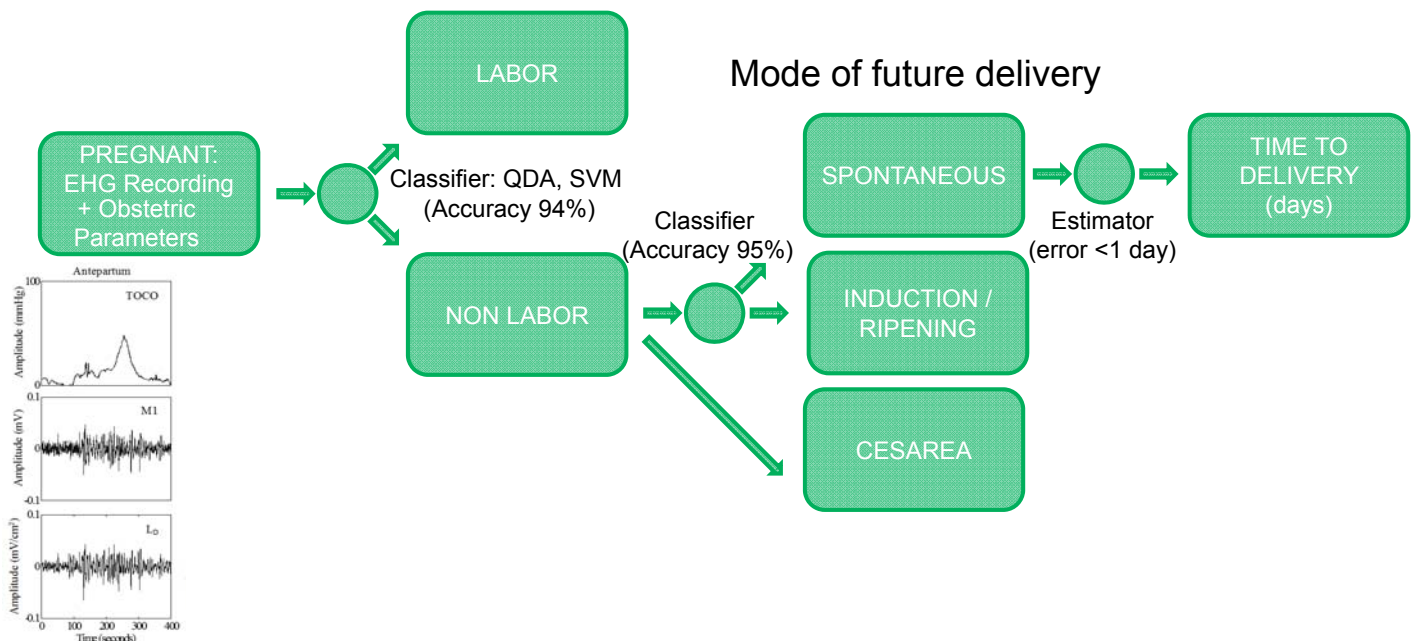 LABOR
Mode of future delivery
PREGNANT:
EHG Recording
+ Obstetric
Parameters
Classifier: QDA, SVM
(Accuracy 94%)
SPONTANEOUS
TIME TO
DELIVERY
(days)
Classifier
(Accuracy 95%)
Estimator
(error <1 day)
NON LABOR
INDUCTION /
RIPENING
CESAREA
Antepartum
100
TOCO
Amplitude (mmHg)
0
0.1
M1
Amplitude (mV)
0
-0.1
0.1
Amplitude (mV/cm²)
0
-0.1
0 100 200 300 400
Time (seconds)